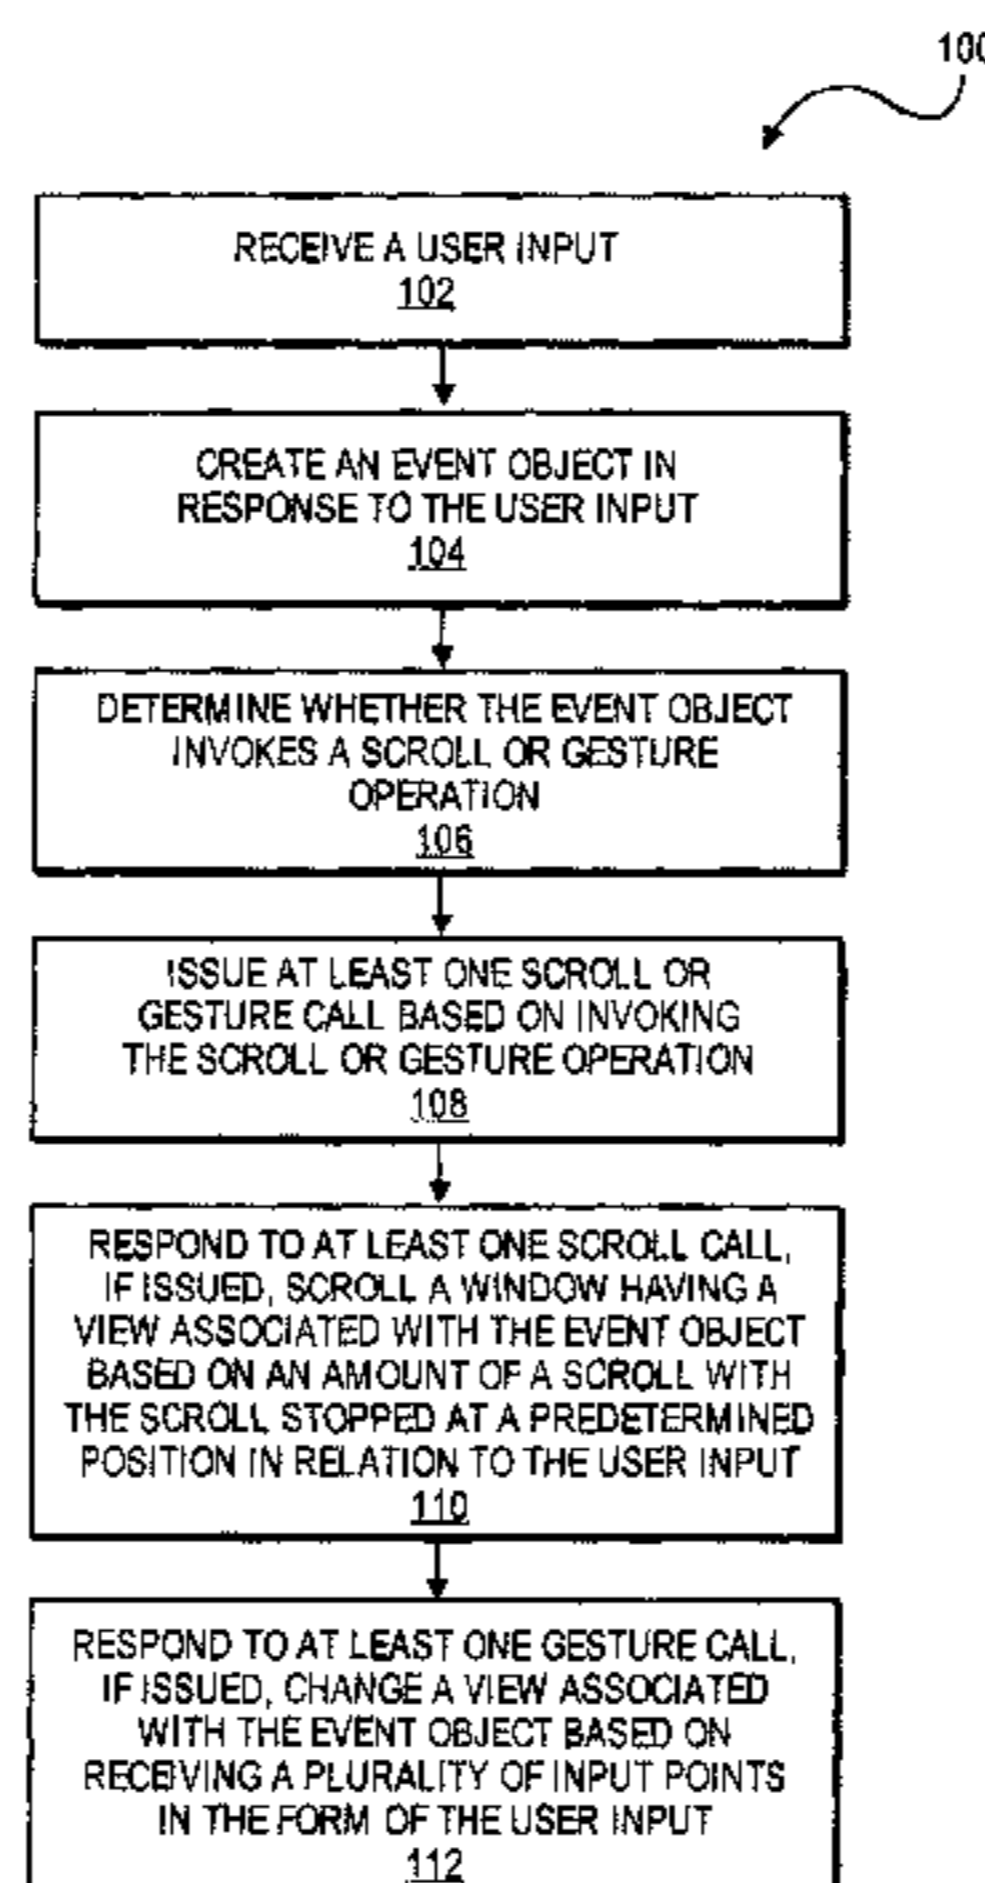 100
RECEIVE A USER INPUT
102
CREATE AN EVENT OBJECT IN
RESPONSE TO THE USER INPUT
104
DETERMINE WHETHER THE EVENT OBJECT
INVOKES A SCROLL OR GESTURE
OPERATION
106
ISSUE AT LEAST ONE SCROLL OR
GESTURE CALL BASED ON INVOKING
THE SCROLL OR GESTURE OPERATION
108
RESPOND TO AT LEAST ONE SCROLL CALL,
IF ISSUED, SCROLL A WINDOW HAVING A
VIEW ASSOCIATED WITH THE EVENT OBJECT
BASED ON AN AMOUNT OF A SCROLL WITH
THE SCROLL STOPPED AT A PREDETERMINED
POSITION IN RELATION TO THE USER INPUT
110
RESPOND TO AT LEAST ONE GESTURE CALL,
IF ISSUED, CHANGE A VIEW ASSOCIATED
WITH THE EVENT OBJECT BASED ON
RECEIVING A PLURALITY OF INPUT POINTS
IN THE FORM OF THE USER INPUT
112